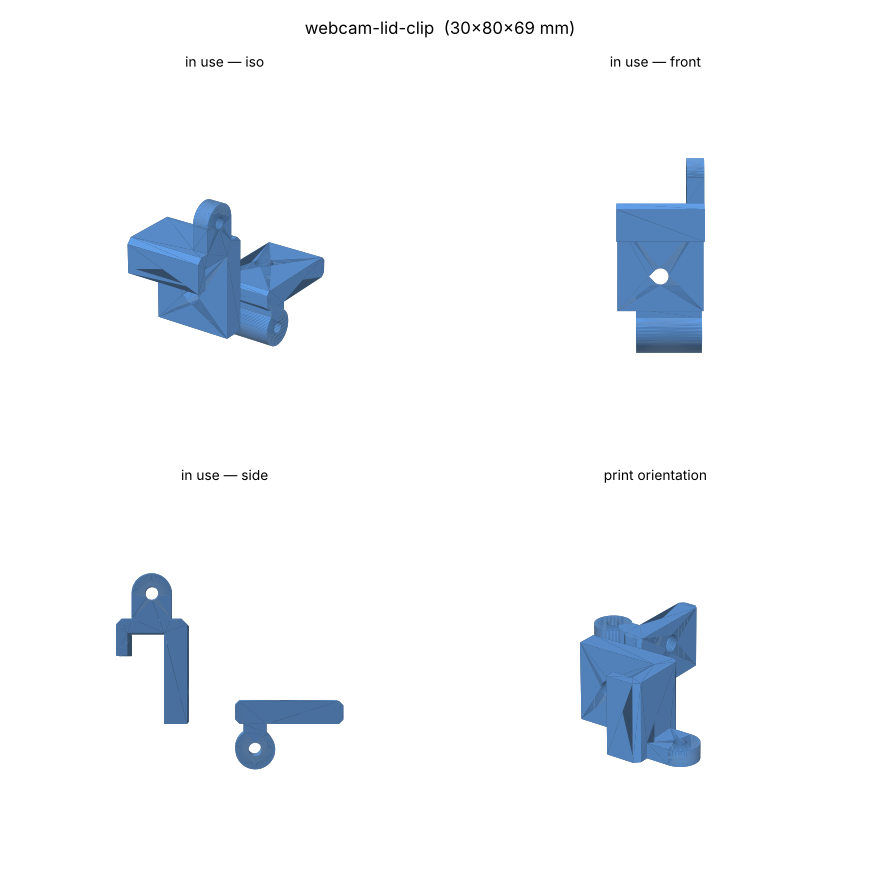 webcam-lid-clip (30×80×69 mm)
in use — iso
in use — front
in use — side
print orientation